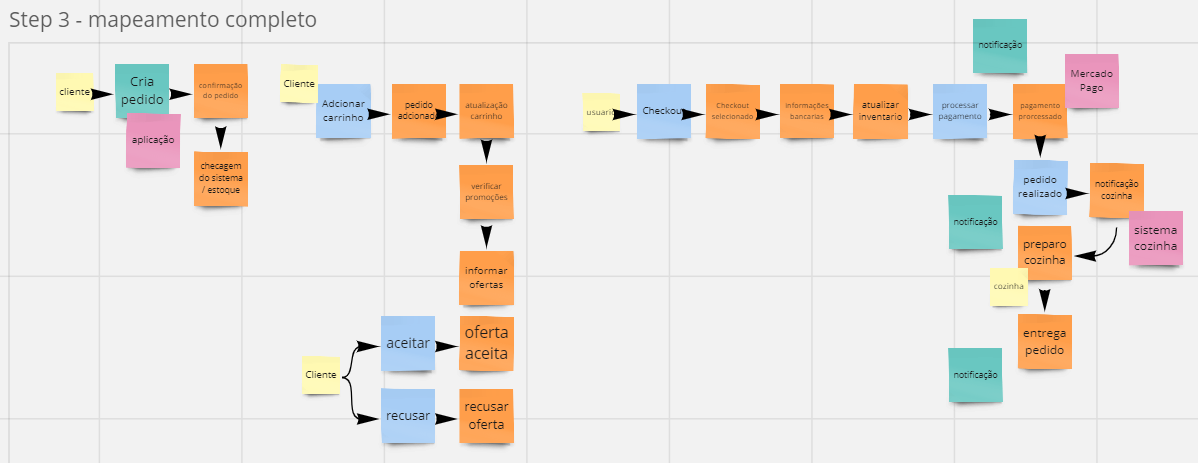 Step 3 - mapeamento completo
cliente
Cria
pedido
confirmação
do pedido
aplicação
checagem
do sistema
/ estoque
Cliente
Adcionar
carrinho
pedido
adcionado
atualização
carrinho
verificar
promoções
informar
ofertas
Cliente
aceitar
oferta
aceita
recusar
recusar
oferta
usuario
Checkout
Checkout
selecionado
informações
bancarias
atualizar
inventario
processar
pagamento
notificação
pagamento
prorcessado
Mercado
Pago
pedido
realizado
notificação
cozinha
notificação
sistema
cozinha
preparo
cozinha
cozinha
entrega
pedido
notificação